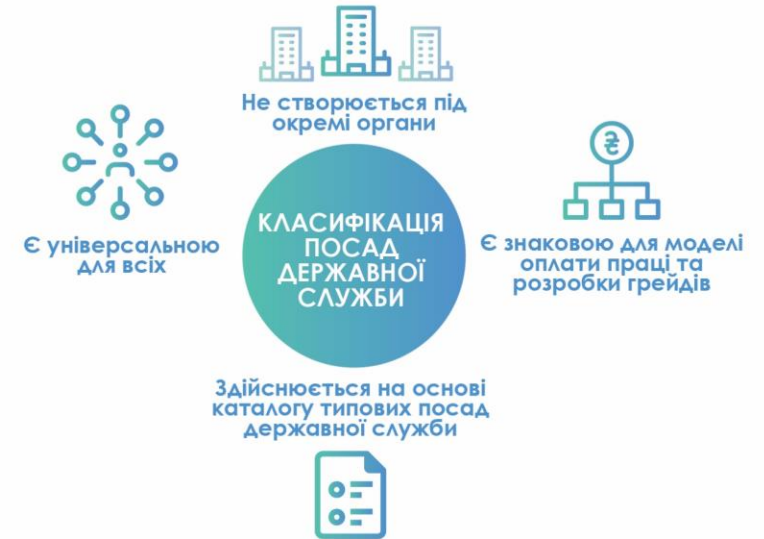 Не створюється під
окремі органи
Є універсальною
для всіх
КЛАСИФІКАЦІЯ
ПОСАД
ДЕРЖАВНОЇ
СЛУЖБИ
Є знаковою для моделі
оплати праці та
розробки грейдів
Здійснюється на основі
каталогу типових посад
державної служби